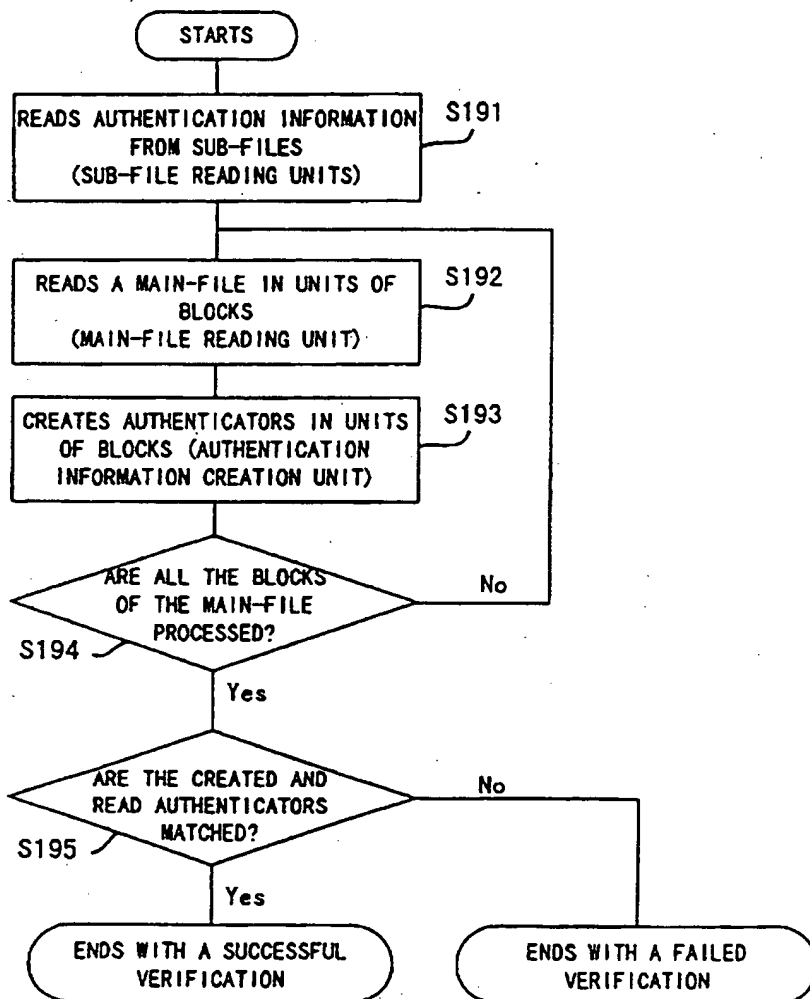 STARTS
READS AUTHENTICATION INFORMATION
FROM SUB-FILES
(SUB-FILE READING UNITS)
S191
READS A MAIN-FILE IN UNITS OF
BLOCKS
(MAIN-FILE READING UNIT)
S192
CREATES AUTHENTICATORS IN UNITS
OF BLOCKS (AUTHENTICATION
INFORMATION CREATION UNIT)
S193
ARE ALL THE BLOCKS
OF THE MAIN-FILE
PROCESSED?
No
S194
Yes
ARE THE CREATED AND
READ AUTHENTICATORS
MATCHED?
No
S195
Yes
ENDS WITH A SUCCESSFUL
VERIFICATION
ENDS WITH A FAILED
VERIFICATION